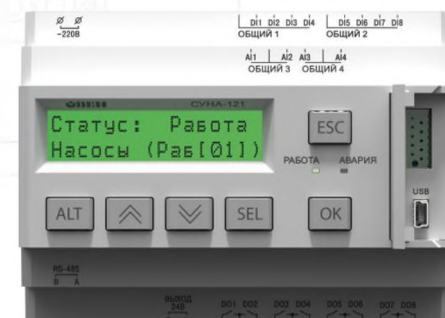 ~220В
DI1 DI2 DI3 DI4 DI5 DI6 DI7 DI8
ОБЩИЙ 1 ОБЩИЙ 2
AI1 AI2 AI3 AI4
ОБЩИЙ 3 ОБЩИЙ 4
СУНА-121
Статус: Работа
Насосы (Раб[01])
ESC
РАБОТА АВАРИЯ
USB
ALT SEL OK
RS-485
B A
ВЫХОД
24В
DO1 DO2 DO3 DO4 DO5 DO6 DO7 DO8